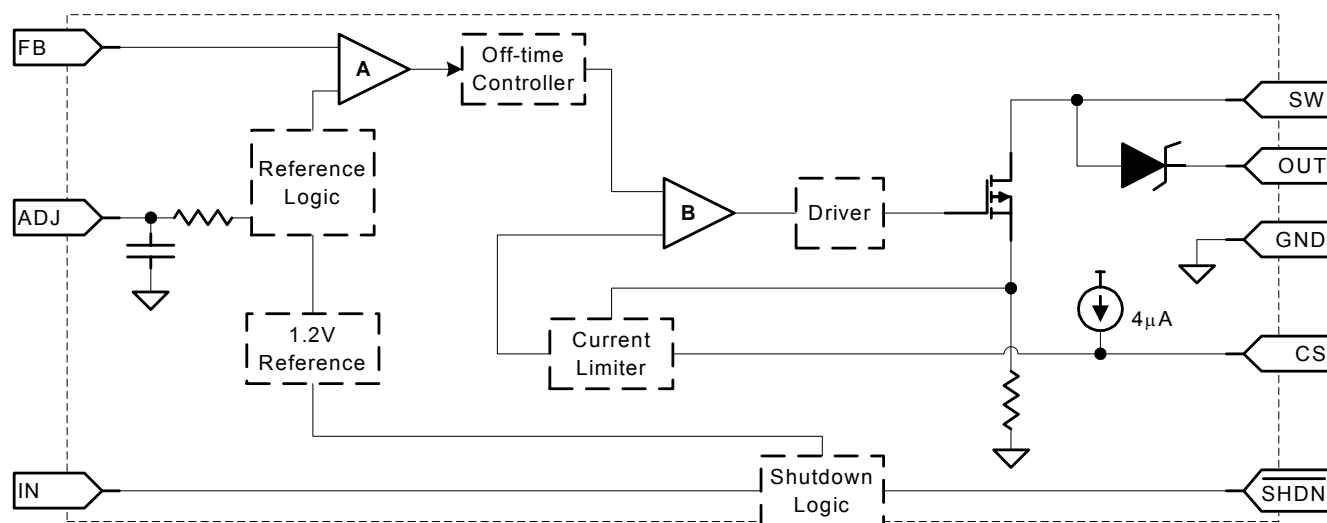 FB
A
Off-time
Controller
SW
Reference
Logic
OUT
ADJ
B
Driver
GND
4µA
1.2V
Reference
Current
Limiter
CS
IN
Shutdown
Logic
SHDN